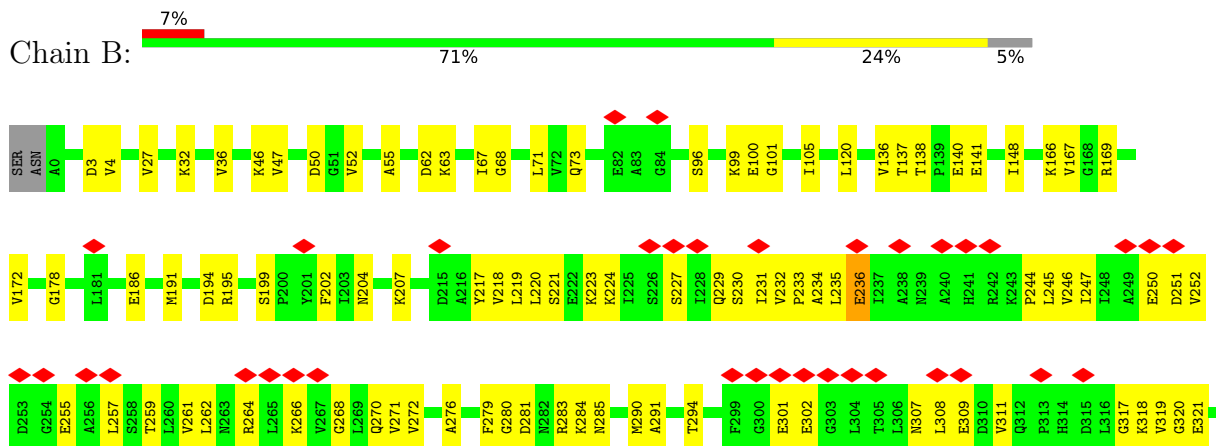 7%
Chain B:
71% 24% 5%
SER ASN A0 D3 V4 V27 K32 V36 K46 V47 D50 G51 V52 A55 D62 K63 I67 G68 L71 V72 Q73 E82 A83 G84 S96 K99 E100 G101 I105 L120 V136 T137 T138 P139 E140 E141 I148 K166 V167 G168 R169
V172 G178 L181 E186 M191 D194 R195 S199 P200 Y201 F202 I203 N204 K207 D215 A216 Y217 V218 L219 L220 S221 E222 K223 K224 I225 S226 S227 I228 Q229 S230 I231 V232 P233 A234 L235 E236 I237 A238 N239 A240 H241 R242 K243 P244 L245 V246 I247 I248 A249 E250 D251 V252
D253 G254 E255 A256 L257 S258 T259 L260 V261 L262 N263 R264 L265 K266 V267 G268 L269 Q270 V271 V272 A276 F279 G280 D281 N282 R283 K284 N285 M290 A291 T294 F299 G300 E301 E302 G303 L304 T305 L306 N307 L308 E309 D310 V311 Q312 P313 H314 D315 L316 G317 K318 V319 G320 E321